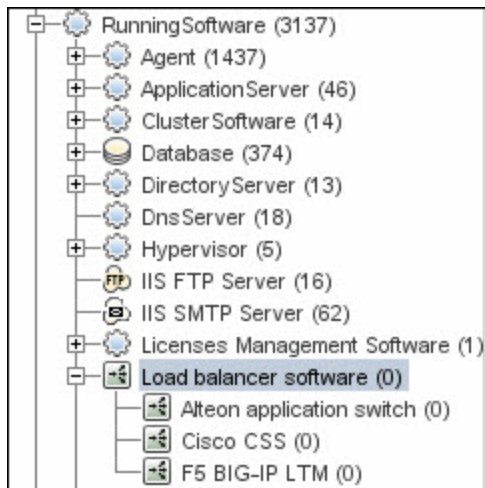 RunningSoftware (3137)
Agent (1437)
ApplicationServer (46)
ClusterSoftware (14)
Database (374)
DirectoryServer (13)
DnsServer (18)
Hypervisor (5)
FTP IIS FTP Server (16)
IIS SMTP Server (62)
Licenses Management Software (1)
Load balancer software (0)
Alteon application switch (0)
Cisco CSS (0)
F5 BIG-IP LTM (0)